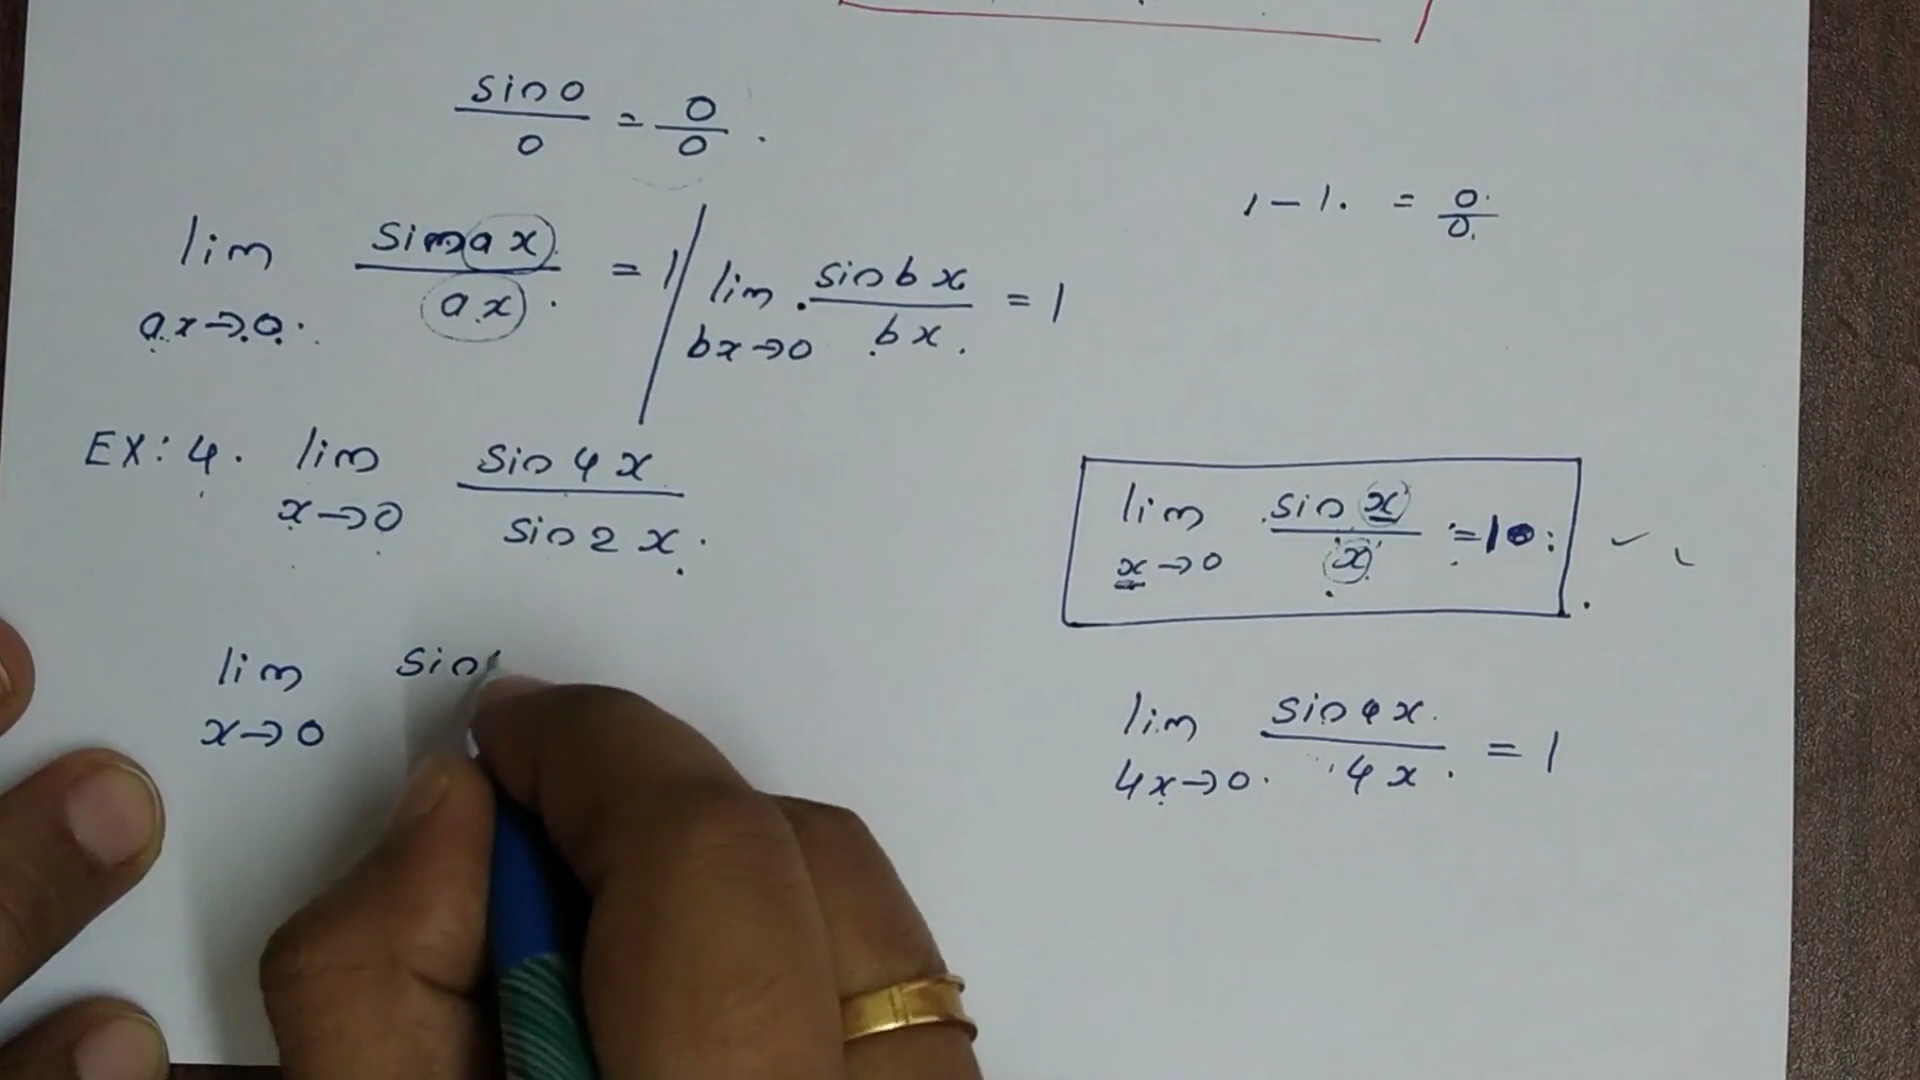 sin 0 / 0 = 0 / 0 .
1 - 1 . = 0 / 0 .
lim ax→0 . sin ax / ax . = 1
lim bx→0 . sin bx / bx . = 1
EX: 4 . lim x→0 sin 4x / sin 2x .
lim x→0 sin x / x = 1
lim x→0 sin
lim 4x→0 . sin 4x . / 4x . = 1